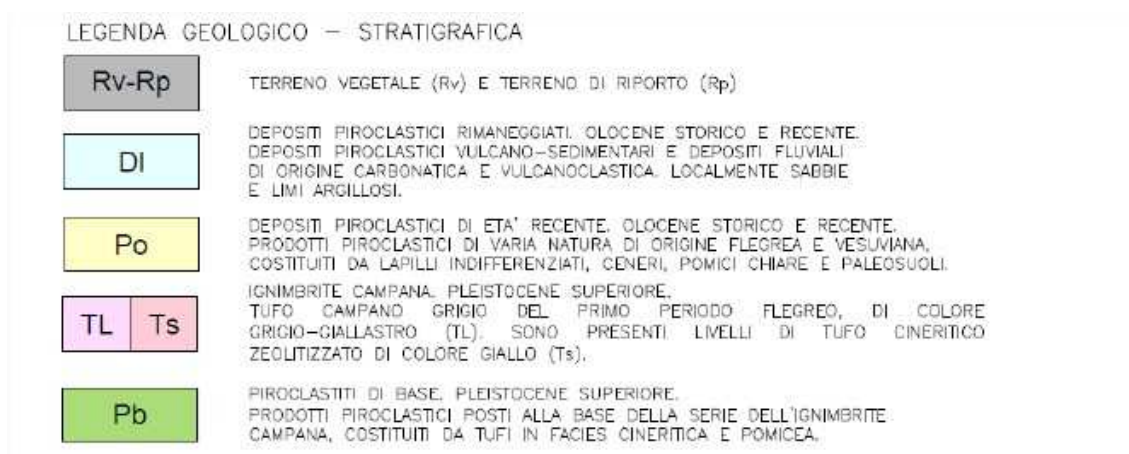 LEGENDA GEOLOGICO – STRATIGRAFICA
Rv-Rp
TERRENO VEGETALE (Rv) E TERRENO DI RIPORTO (Rp)
Dl
DEPOSITI PIROCLASTICI RIMANEGGIATI. OLOCENE STORICO E RECENTE.
DEPOSITI PIROCLASTICI VULCANO–SEDIMENTARI E DEPOSITI FLUVIALI
DI ORIGINE CARBONATICA E VULCANOCLASTICA. LOCALMENTE SABBIE
E LIMI ARGILLOSI.
Po
DEPOSITI PIROCLASTICI DI ETA' RECENTE. OLOCENE STORICO E RECENTE.
PRODOTTI PIROCLASTICI DI VARIA NATURA DI ORIGINE FLEGREA E VESUVIANA,
COSTITUITI DA LAPILLI INDIFFERENZIATI, CENERI, POMICI CHIARE E PALEOSUOLI.
TL Ts
IGNIMBRITE CAMPANA. PLEISTOCENE SUPERIORE.
TUFO CAMPANO GRIGIO DEL PRIMO PERIODO FLEGREO, DI COLORE
GRIGIO–GIALLASTRO (TL). SONO PRESENTI LIVELLI DI TUFO CINERITICO
ZEOLITIZZATO DI COLORE GIALLO (Ts).
Pb
PIROCLASTITI DI BASE. PLEISTOCENE SUPERIORE.
PRODOTTI PIROCLASTICI POSTI ALLA BASE DELLA SERIE DELL'IGNIMBRITE
CAMPANA, COSTITUITI DA TUFI IN FACIES CINERITICA E POMICEA.